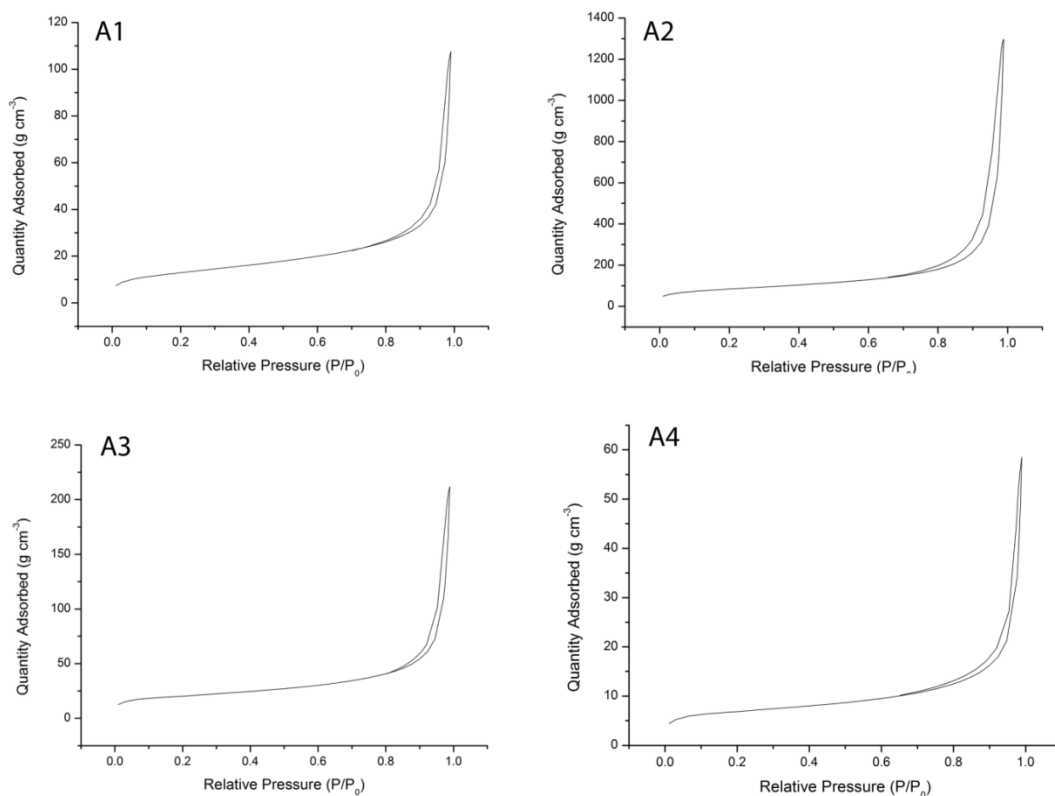 A1
120
100
80
60
40
20
0
Quantity Adsorbed (g cm⁻³)
0.0 0.2 0.4 0.6 0.8 1.0
Relative Pressure (P/P₀)
A2
1400
1200
1000
800
600
400
200
0
Quantity Adsorbed (g cm⁻³)
0.0 0.2 0.4 0.6 0.8 1.0
Relative Pressure (P/P₀)
A3
250
200
150
100
50
0
Quantity Adsorbed (g cm⁻³)
0.0 0.2 0.4 0.6 0.8 1.0
Relative Pressure (P/P₀)
A4
60
50
40
30
20
10
0
Quantity Adsorbed (g cm⁻³)
0.0 0.2 0.4 0.6 0.8 1.0
Relative Pressure (P/P₀)